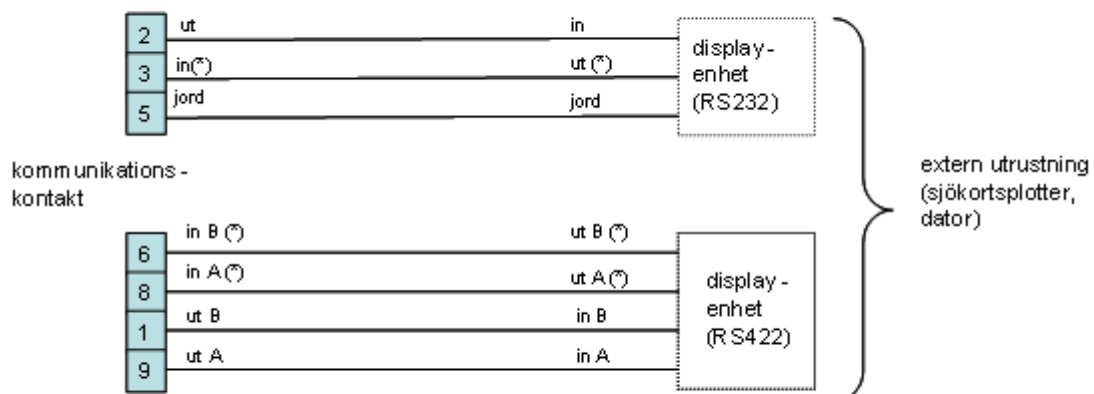 2 ut in
3 in(*) ut (*)
5 jord jord
display-
enhet
(RS232)
kommunikations-
kontakt
6 in B (*) ut B (*)
8 in A (*) ut A (*)
1 ut B in B
9 ut A in A
display-
enhet
(RS422)
extern utrustning
(sjökortsplotter,
dator)